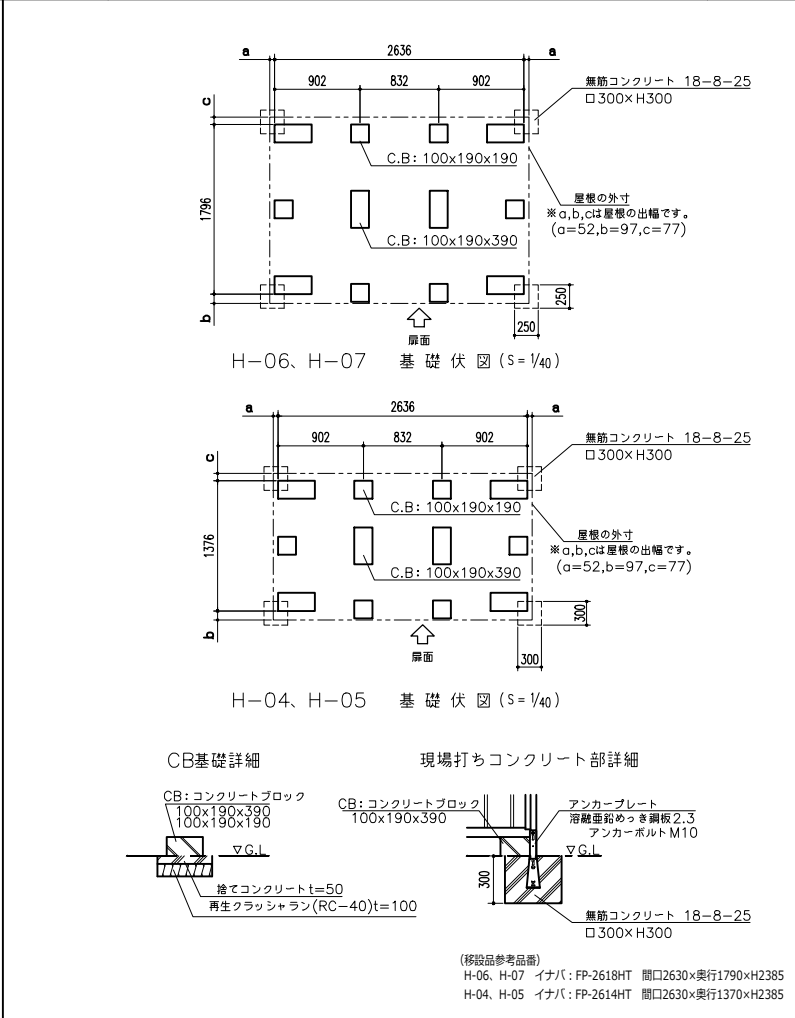 a 2636 a
902 832 902
無筋コンクリート 18-8-25
□300×H300
c
C.B: 100x190x190
1796
屋根の外寸
※a,b,cは屋根の出幅です。
(a=52,b=97,c=77)
C.B: 100x190x390
250
b
250
扉面
H-06、H-07 基礎伏図(S=1/40)
a 2636 a
902 832 902
無筋コンクリート 18-8-25
□300×H300
c
C.B: 100x190x190
1376
屋根の外寸
※a,b,cは屋根の出幅です。
(a=52,b=97,c=77)
C.B: 100x190x390
300
b
300
扉面
H-04、H-05 基礎伏図(S=1/40)
CB基礎詳細
CB:コンクリートブロック
100x190x390
100x190x190
▽G.L
捨てコンクリートt=50
再生クラッシャラン(RC-40)t=100
現場打ちコンクリート部詳細
CB:コンクリートブロック
100x190x390
アンカープレート
溶融亜鉛めっき鋼板2.3
アンカーボルトM10
▽G.L
300
無筋コンクリート 18-8-25
□300×H300
(移設品参考品番)
H-06、H-07 イナバ:FP-2618HT 間口2630×奥行1790×H2385
H-04、H-05 イナバ:FP-2614HT 間口2630×奥行1370×H2385